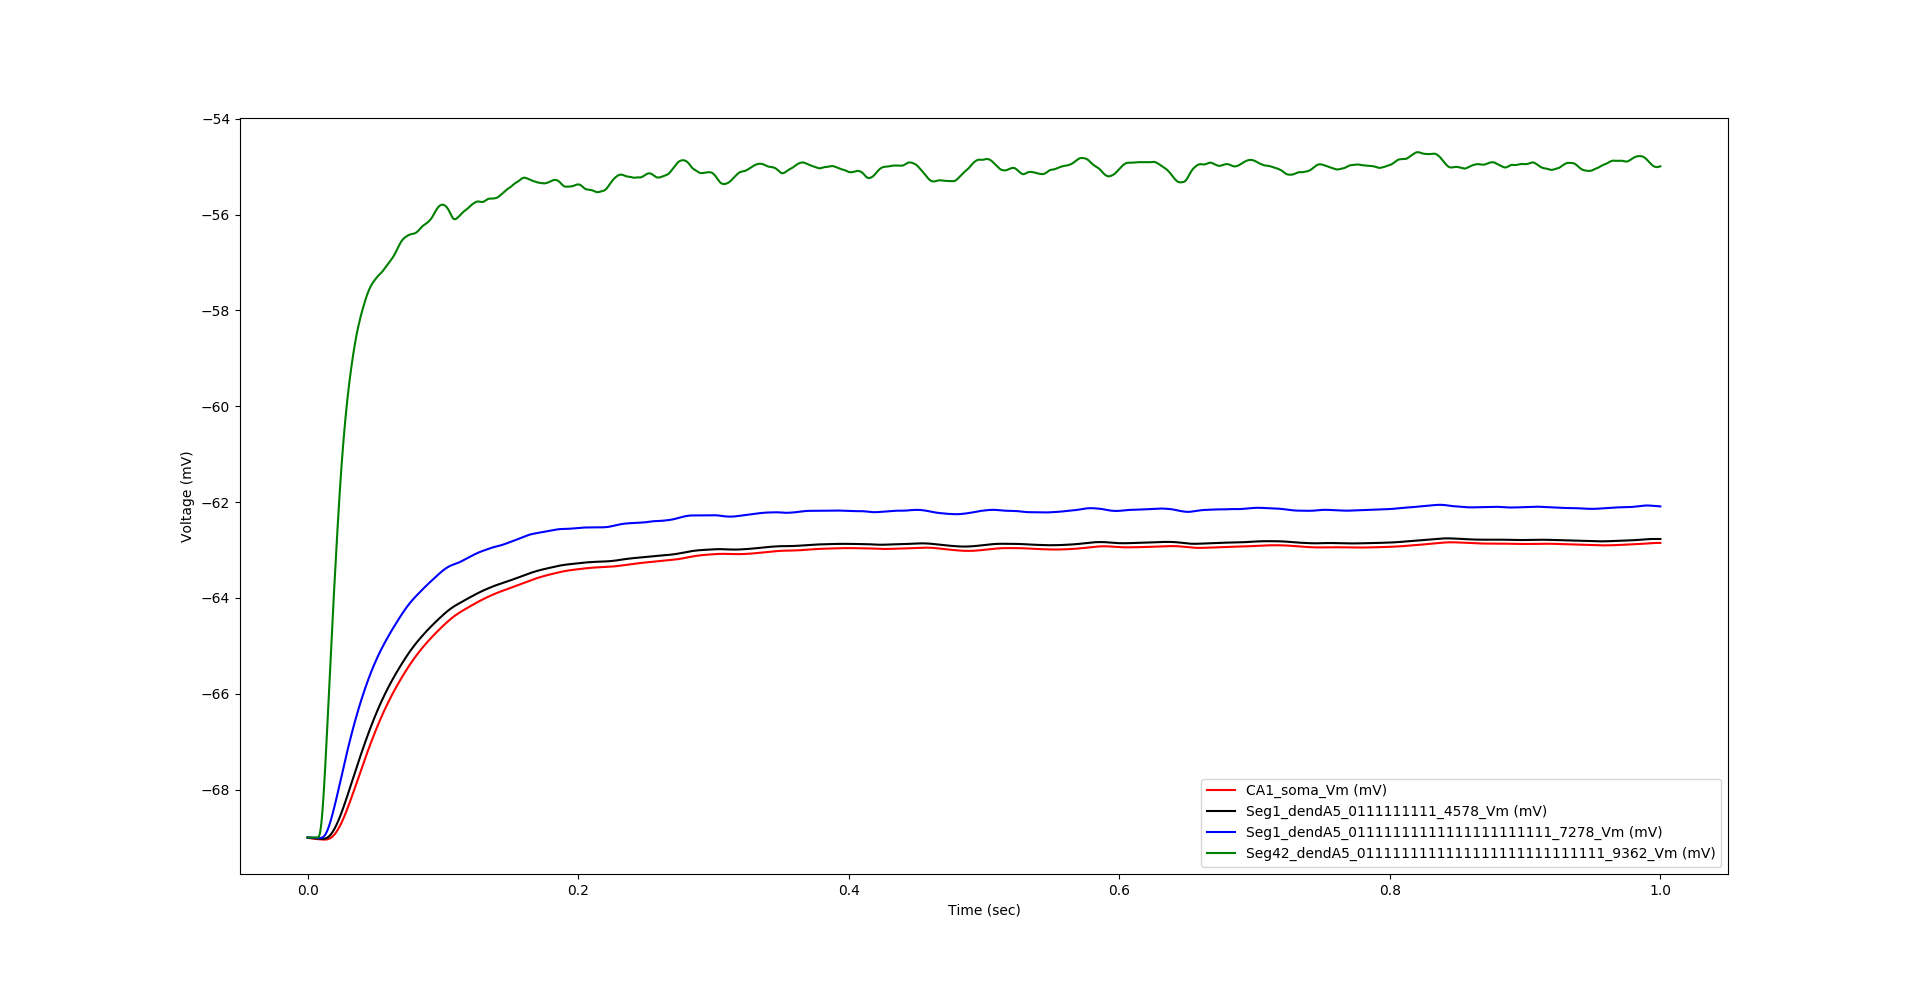 −54
−56
−58
−60
−62
−64
−66
−68
Voltage (mV)
0.0 0.2 0.4 0.6 0.8 1.0
Time (sec)
CA1_soma_Vm (mV)
Seg1_dendA5_0111111111_4578_Vm (mV)
Seg1_dendA5_01111111111111111111111_7278_Vm (mV)
Seg42_dendA5_0111111111111111111111111111_9362_Vm (mV)